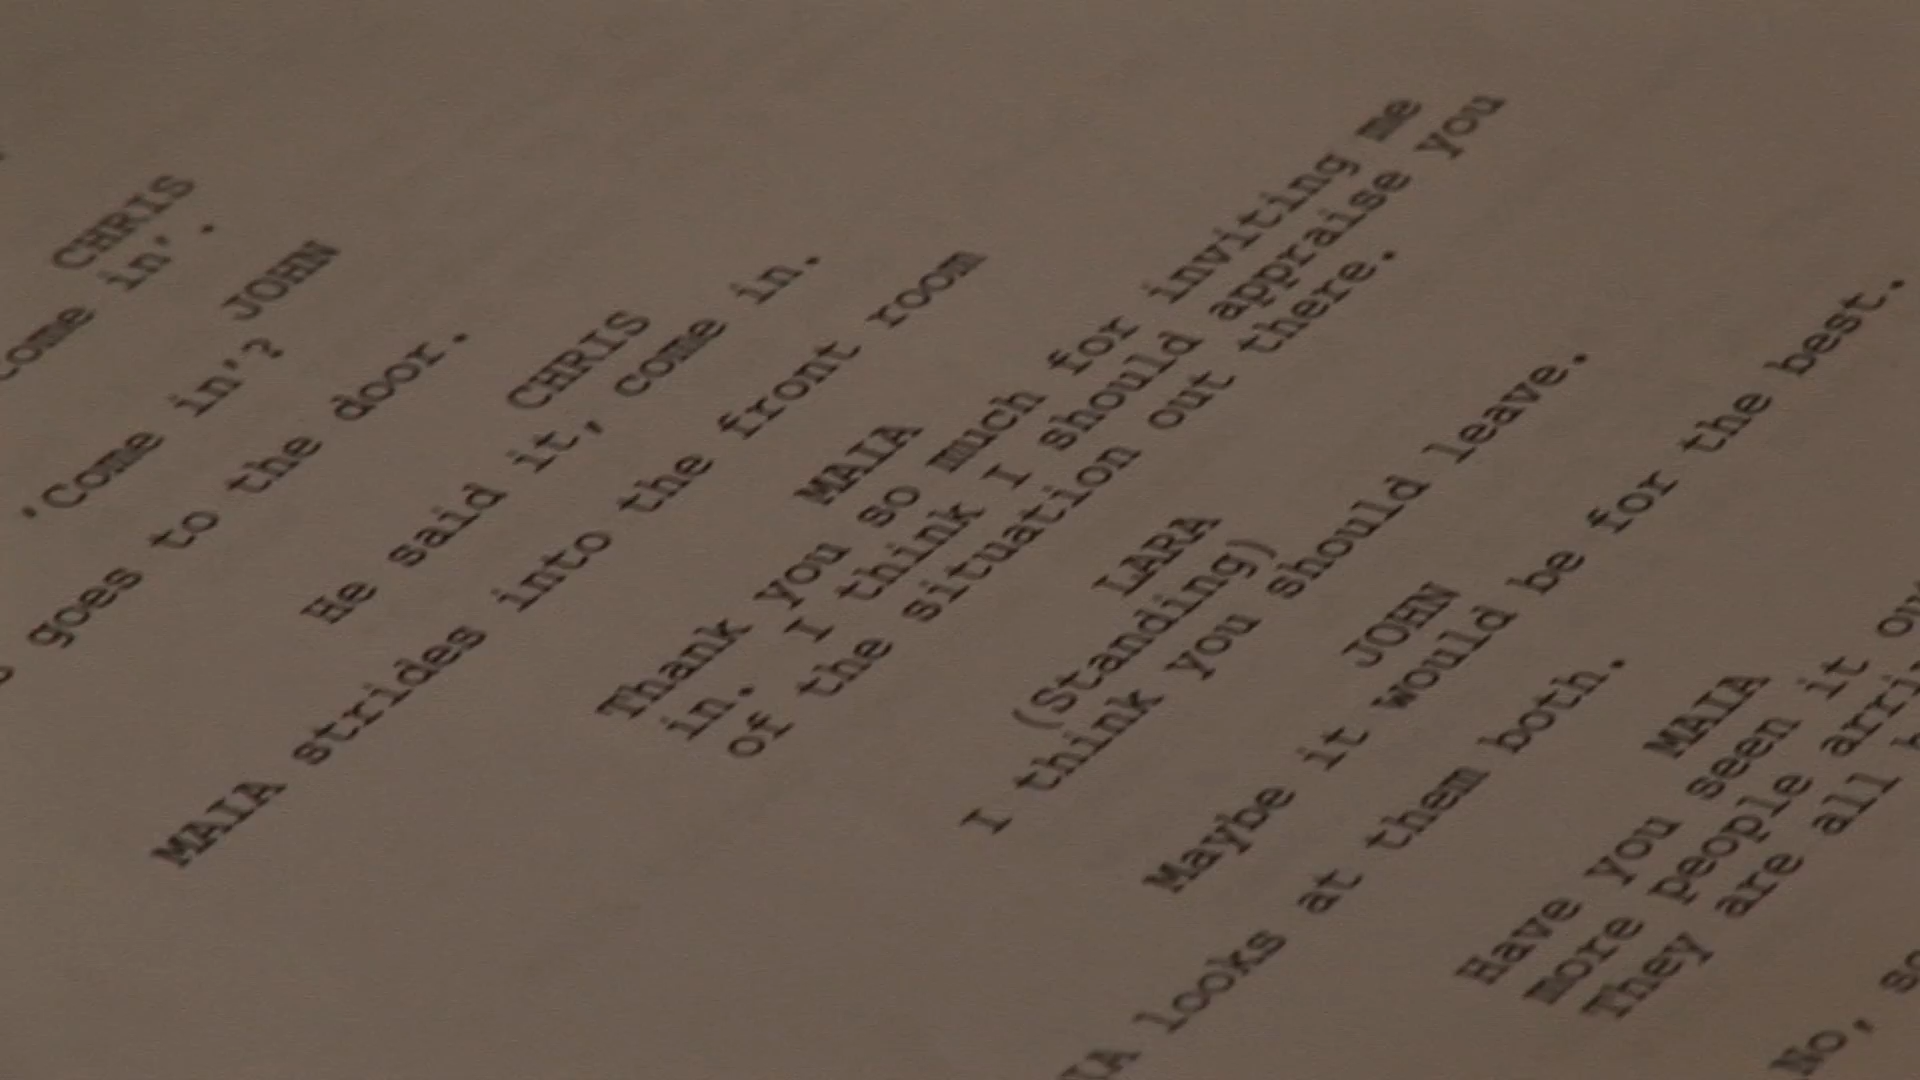 CHRIS
come in'.
JOHN
'Come in'?
goes to the door.
CHRIS
He said it, come in.
MAIA strides into the front room
MAIA
Thank you so much for inviting me
in. I think I should appraise you
of the situation out there.
LARA
(Standing)
I think you should leave.
JOHN
Maybe it would be for the best.
looks at them both.
MAIA
Have you seen it
more people
They are all
No,